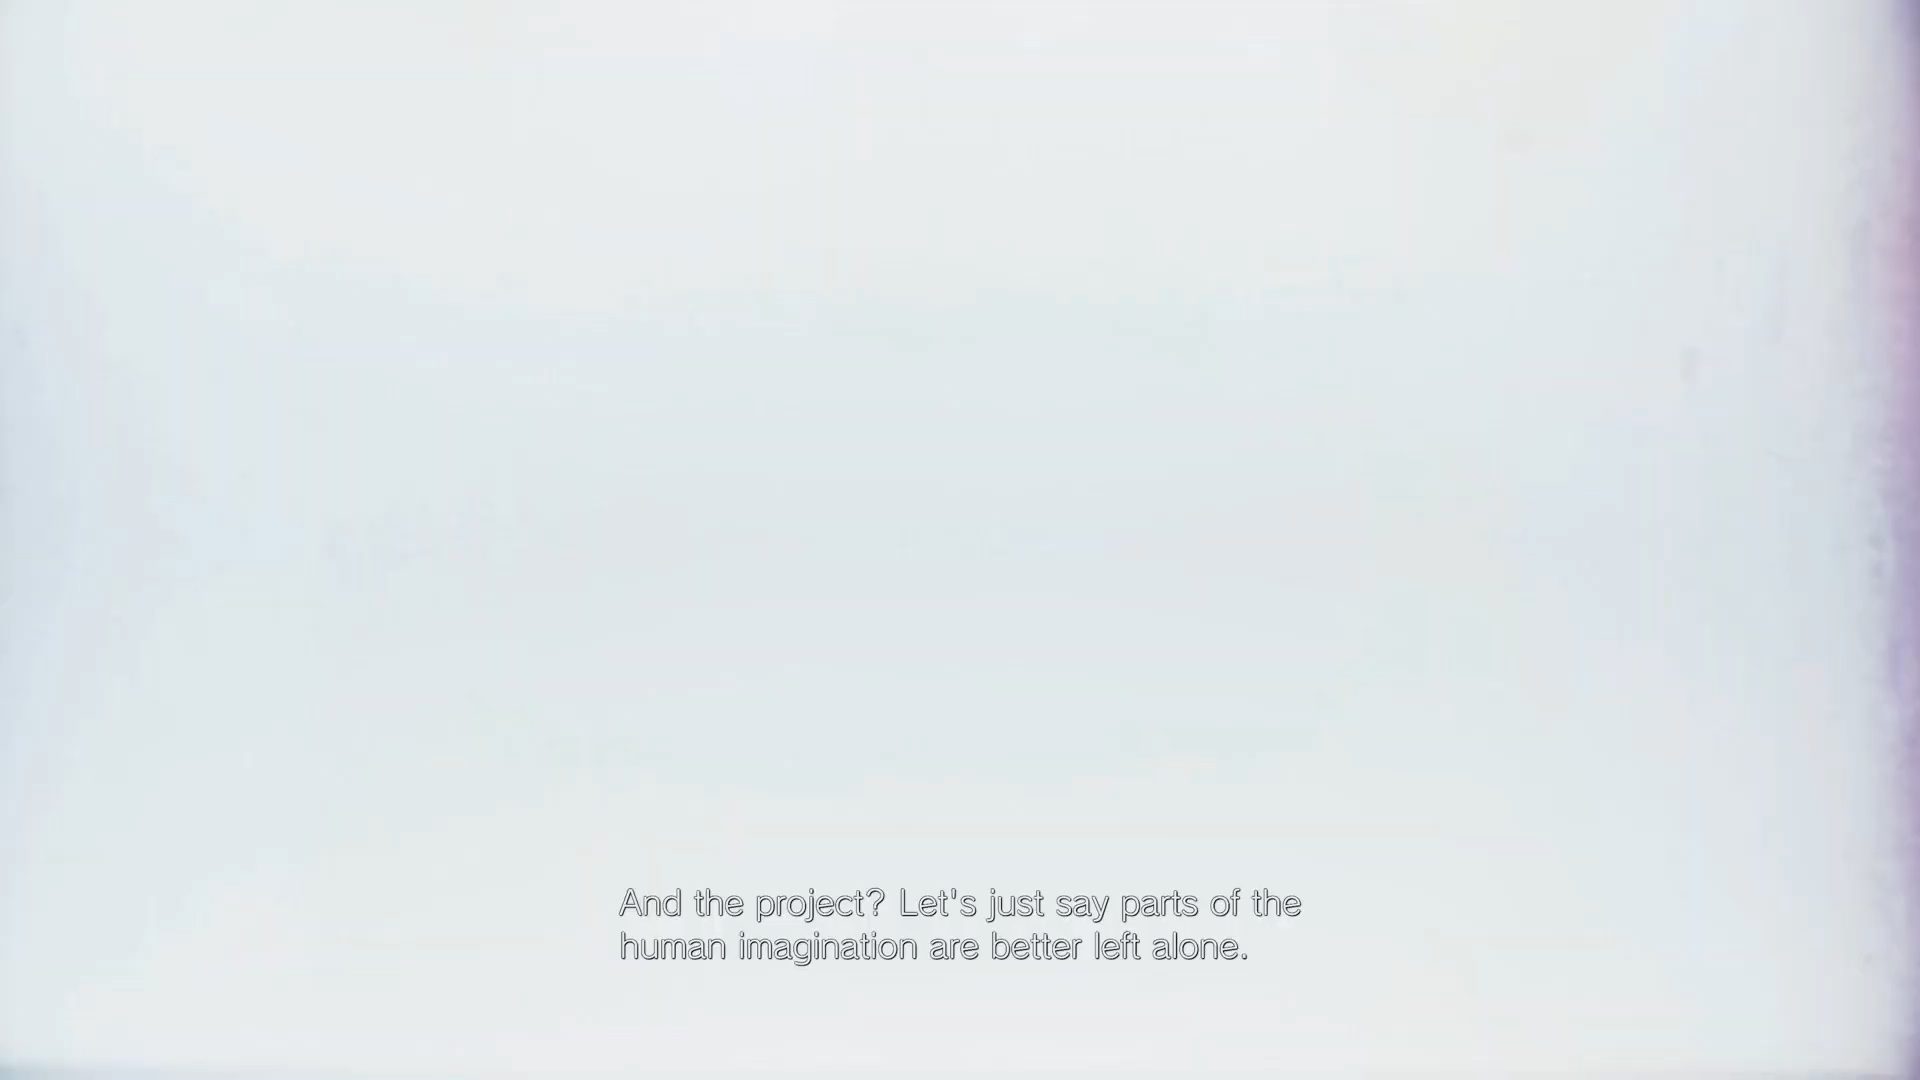 And the project? Let's just say parts of the
human imagination are better left alone.